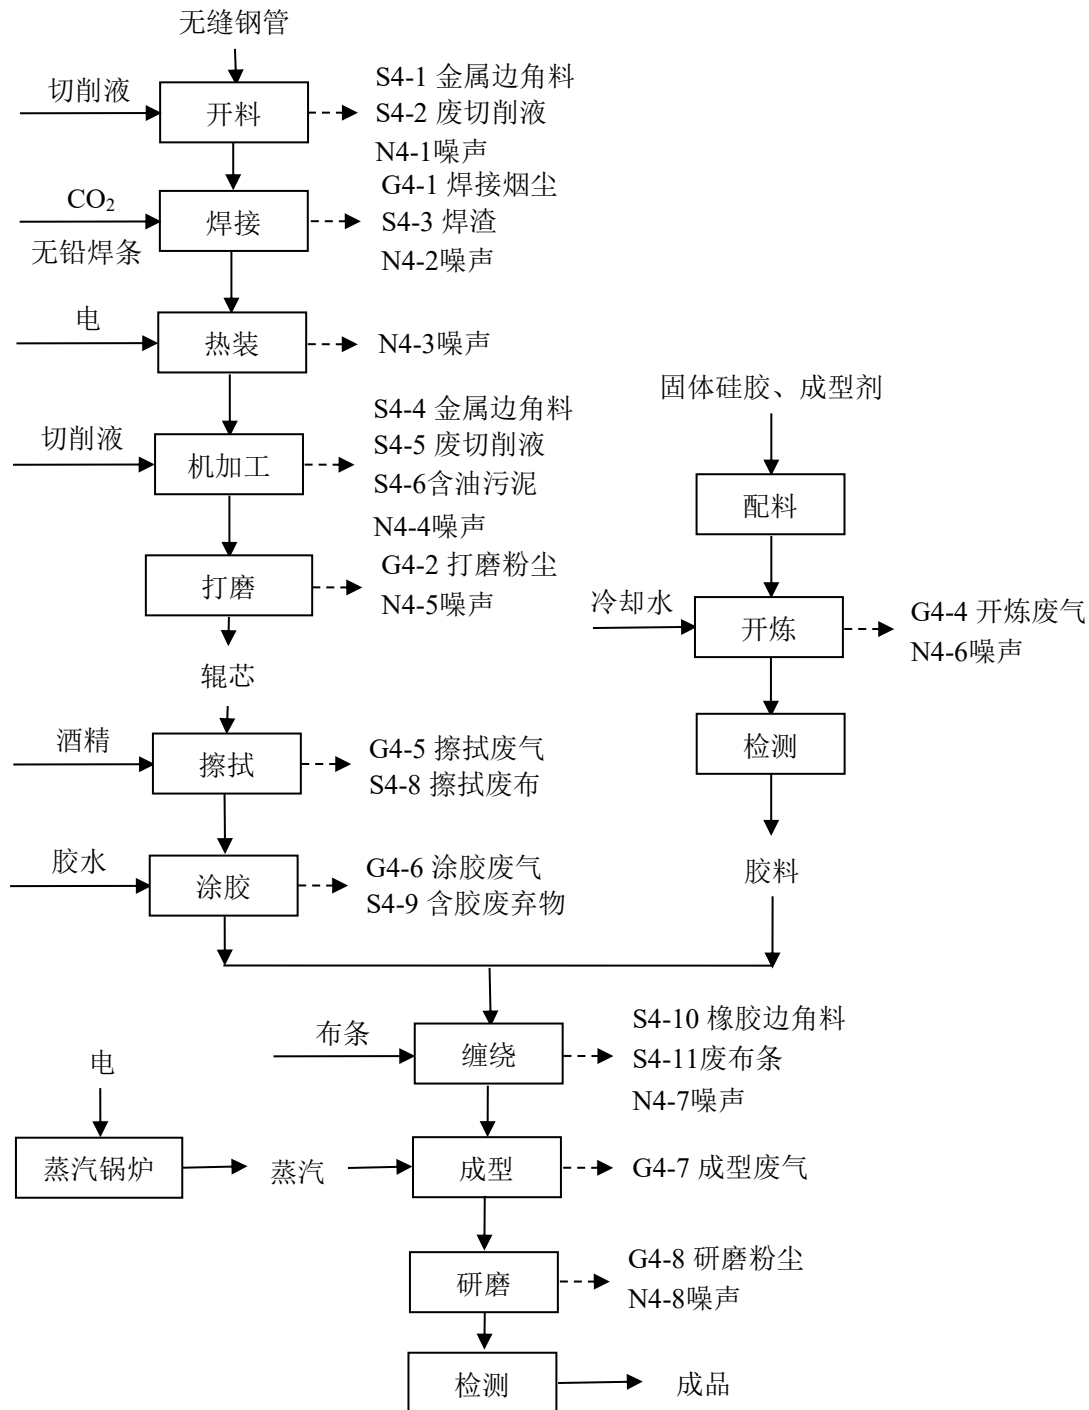 无缝钢管
切削液
开料
S4-1 金属边角料
S4-2 废切削液
N4-1噪声
CO₂
无铅焊条
焊接
G4-1 焊接烟尘
S4-3 焊渣
N4-2噪声
电
热装
N4-3噪声
切削液
机加工
S4-4 金属边角料
S4-5 废切削液
S4-6含油污泥
N4-4噪声
打磨
G4-2 打磨粉尘
N4-5噪声
辊芯
酒精
擦拭
G4-5 擦拭废气
S4-8 擦拭废布
胶水
涂胶
G4-6 涂胶废气
S4-9 含胶废弃物
固体硅胶、成型剂
配料
冷却水
开炼
G4-4 开炼废气
N4-6噪声
检测
胶料
布条
缠绕
S4-10 橡胶边角料
S4-11废布条
N4-7噪声
电
蒸汽锅炉
蒸汽
成型
G4-7 成型废气
研磨
G4-8 研磨粉尘
N4-8噪声
检测
成品